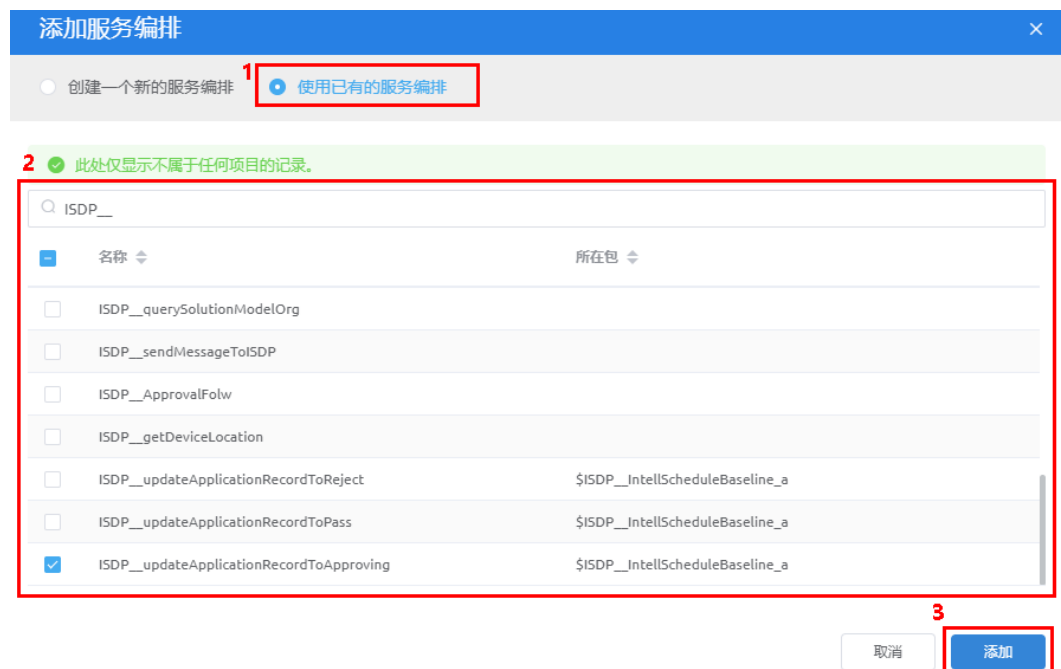 添加服务编排
1
创建一个新的服务编排 使用已有的服务编排
2 此处仅显示不属于任何项目的记录。
ISDP__
名称 所在包
ISDP__querySolutionModelOrg
ISDP__sendMessageToISDP
ISDP__ApprovalFolw
ISDP__getDeviceLocation
ISDP__updateApplicationRecordToReject $ISDP__IntellScheduleBaseline_a
ISDP__updateApplicationRecordToPass $ISDP__IntellScheduleBaseline_a
ISDP__updateApplicationRecordToApproving $ISDP__IntellScheduleBaseline_a
3
取消 添加